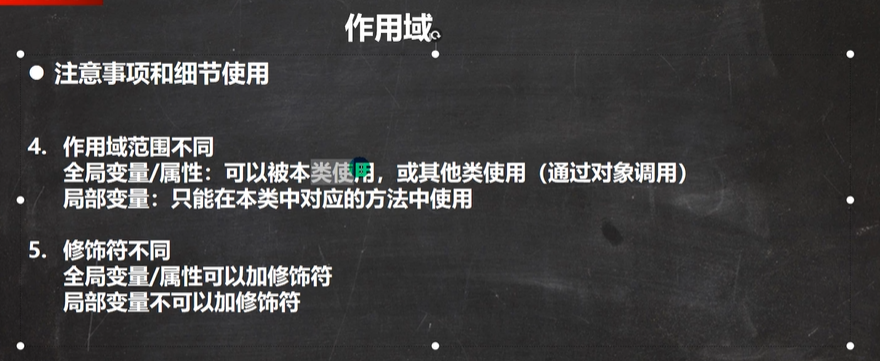 作用域
● 注意事项和细节使用
4. 作用域范围不同
全局变量/属性：可以被本类使用，或其他类使用（通过对象调用）
局部变量：只能在本类中对应的方法中使用
5. 修饰符不同
全局变量/属性可以加修饰符
局部变量不可以加修饰符